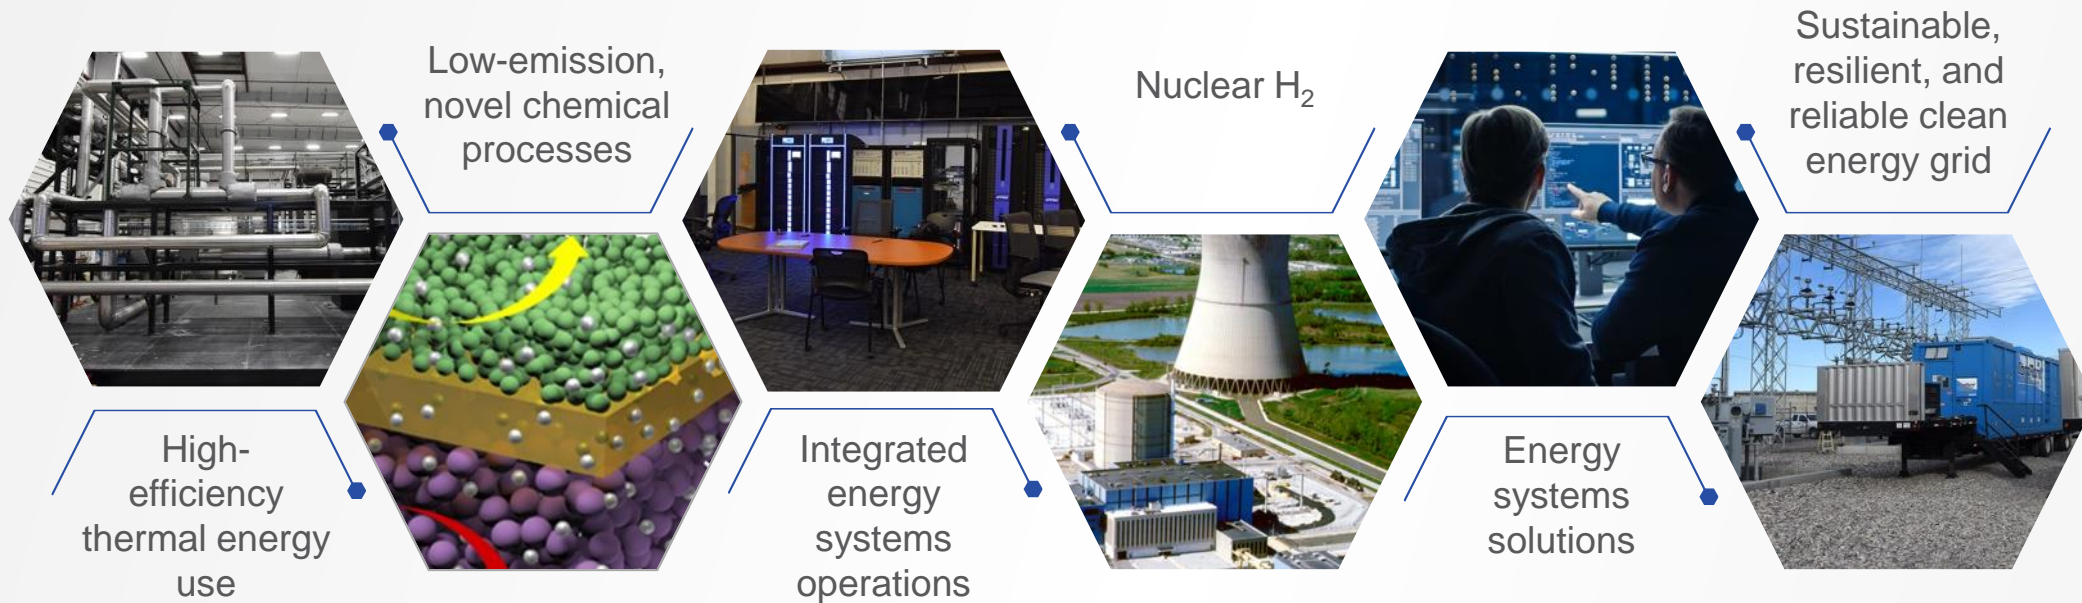 Low-emission,
novel chemical
processes
Nuclear H₂
Sustainable,
resilient, and
reliable clean
energy grid
High-
efficiency
thermal energy
use
Integrated
energy
systems
operations
Energy
systems
solutions